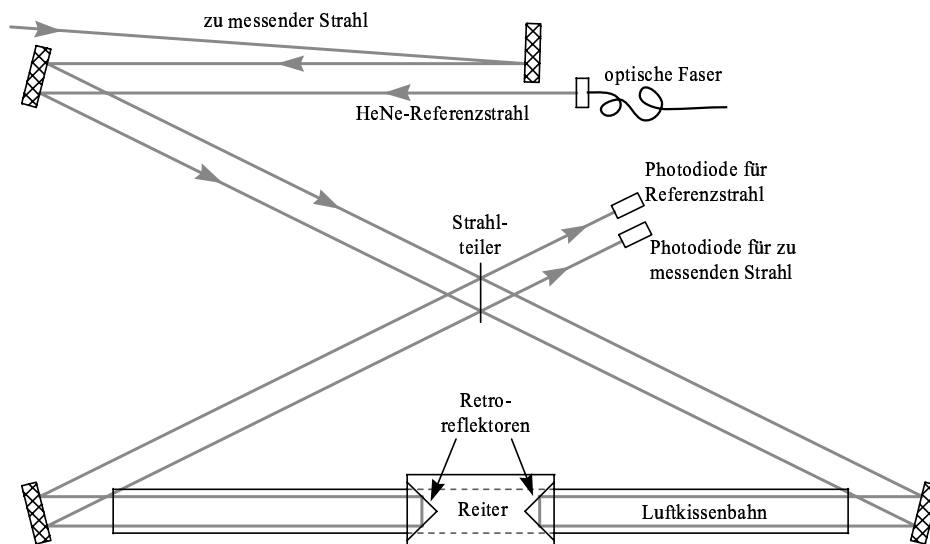 zu messender Strahl
optische Faser
HeNe-Referenzstrahl
Photodiode für
Referenzstrahl
Strahl-
teiler
Photodiode für zu
messenden Strahl
Retro-
reflektoren
Reiter
Luftkissenbahn